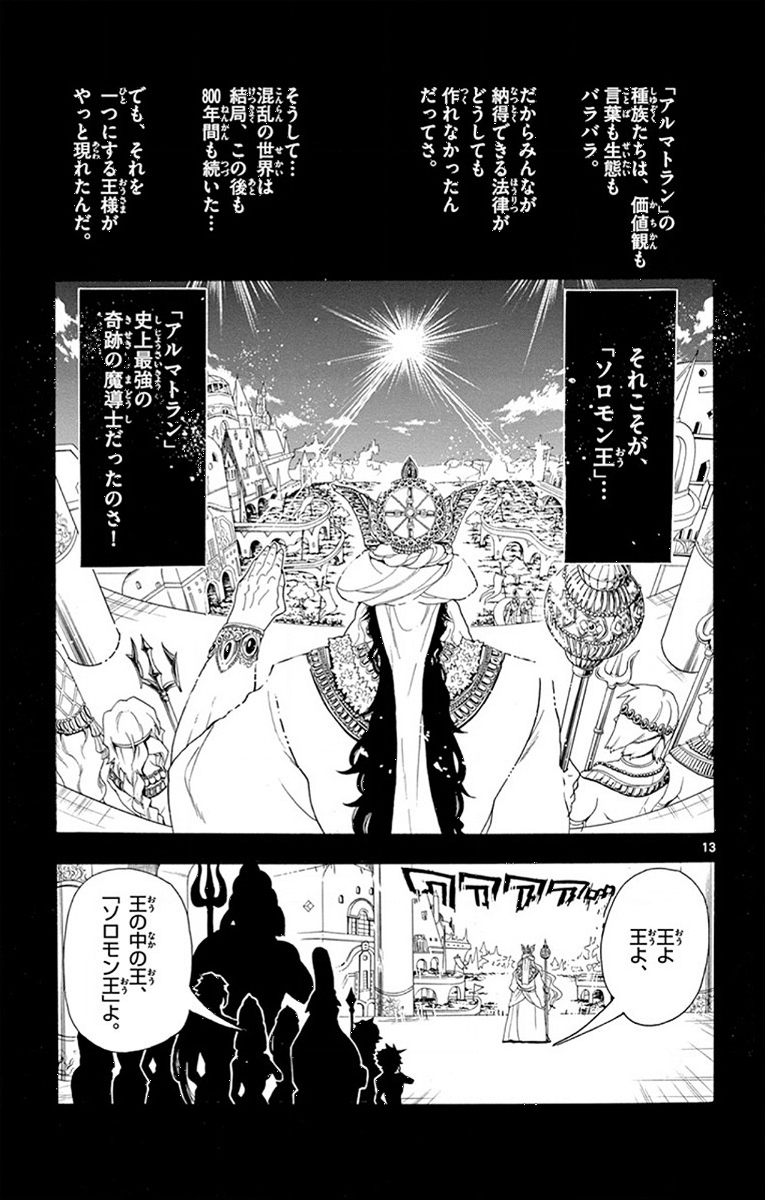 「アルマトラン」の
種族たちは、価値観も
言葉も生態も
バラバラ。
だからみんなが
納得できる法律が
どうしても
作れなかったん
だってさ。
そうして…
混乱の世界は
結局、この後も
800年間も続いた…
でも、それを
一つにする王様が
やっと現れたんだ。
それこそが、
「ソロモン王」…
「アルマトラン」
史上最強の
奇跡の魔導士だったのさ!
13
王よ
王よ、
王の中の王、
「ソロモン王」よ。